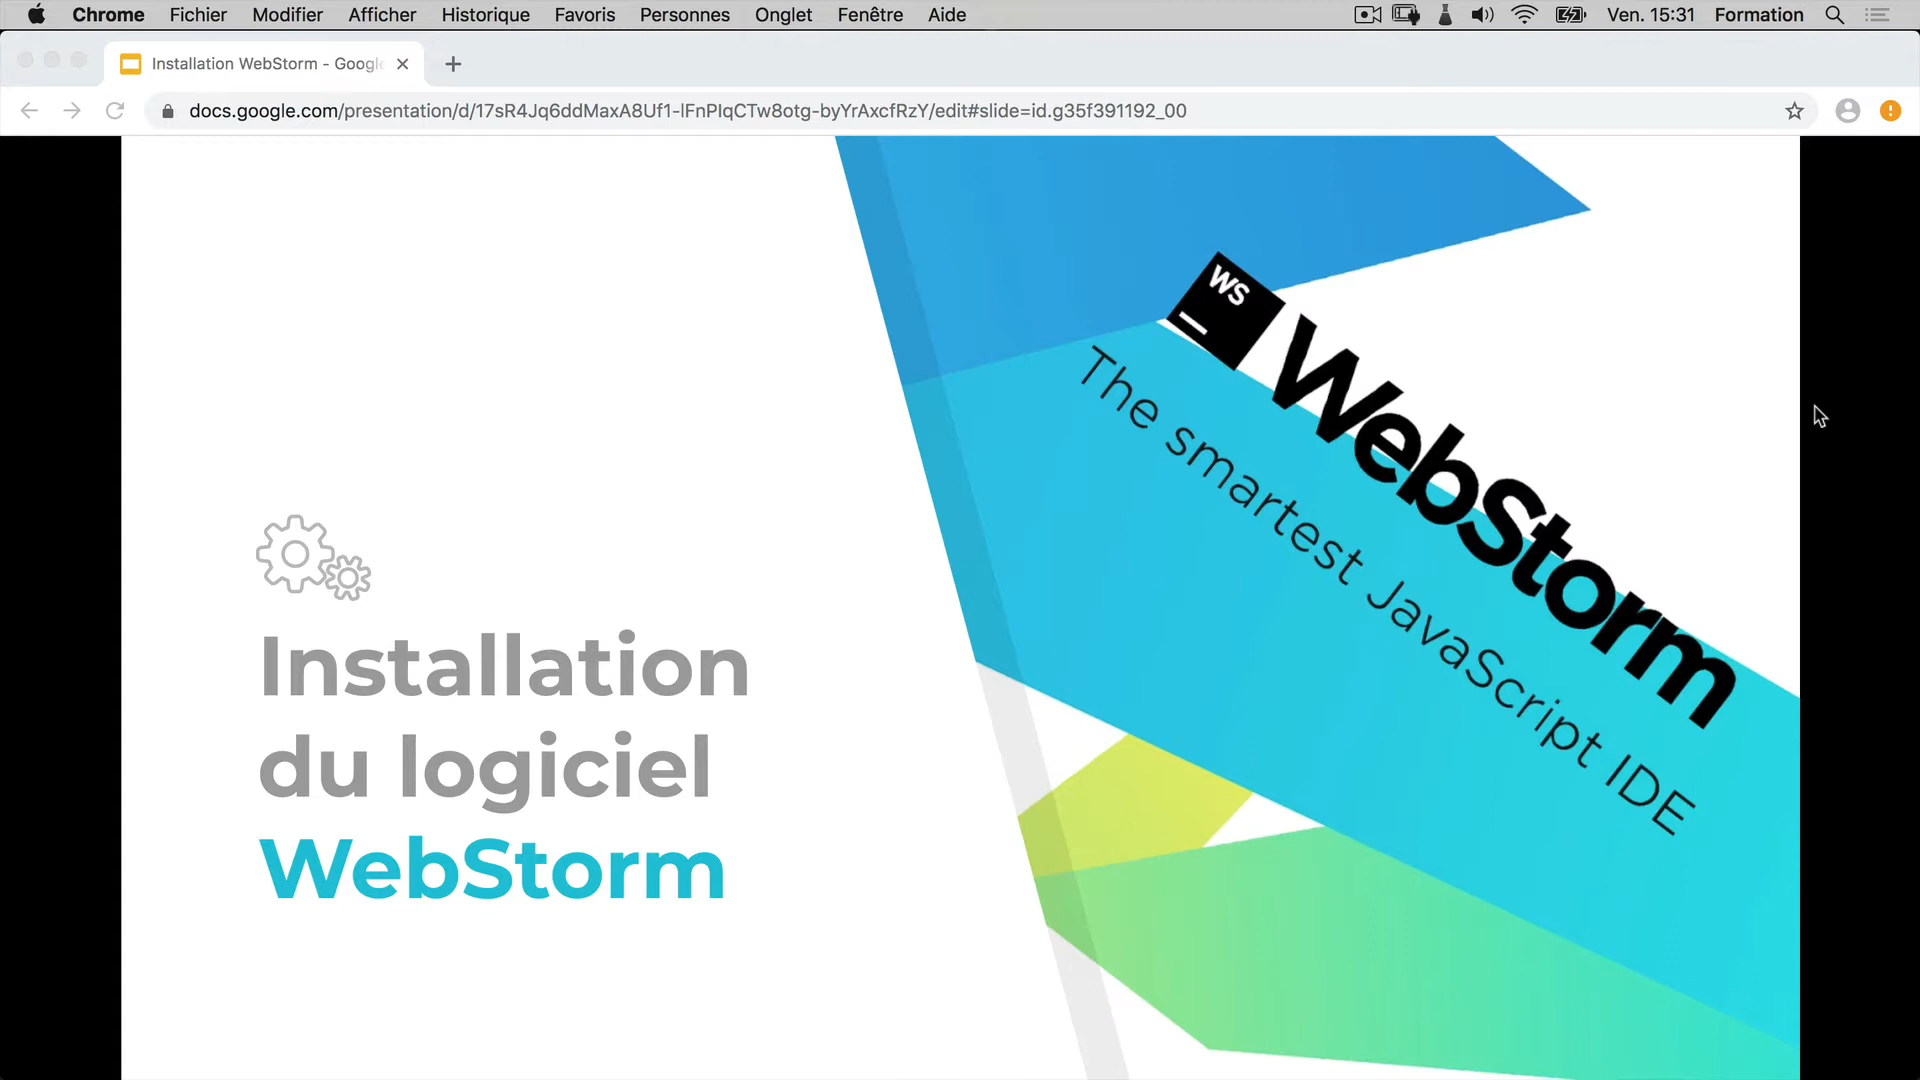 Chrome Fichier Modifier Afficher Historique Favoris Personnes Onglet Fenêtre Aide Ven. 15:31 Formation
Installation WebStorm - Googl
docs.google.com/presentation/d/17sR4Jq6ddMaxA8Uf1-lFnPIqCTw8otg-byYrAxcfRzY/edit#slide=id.g35f391192_00
WS
WebStorm
The smartest JavaScript IDE
Installation
du logiciel
WebStorm